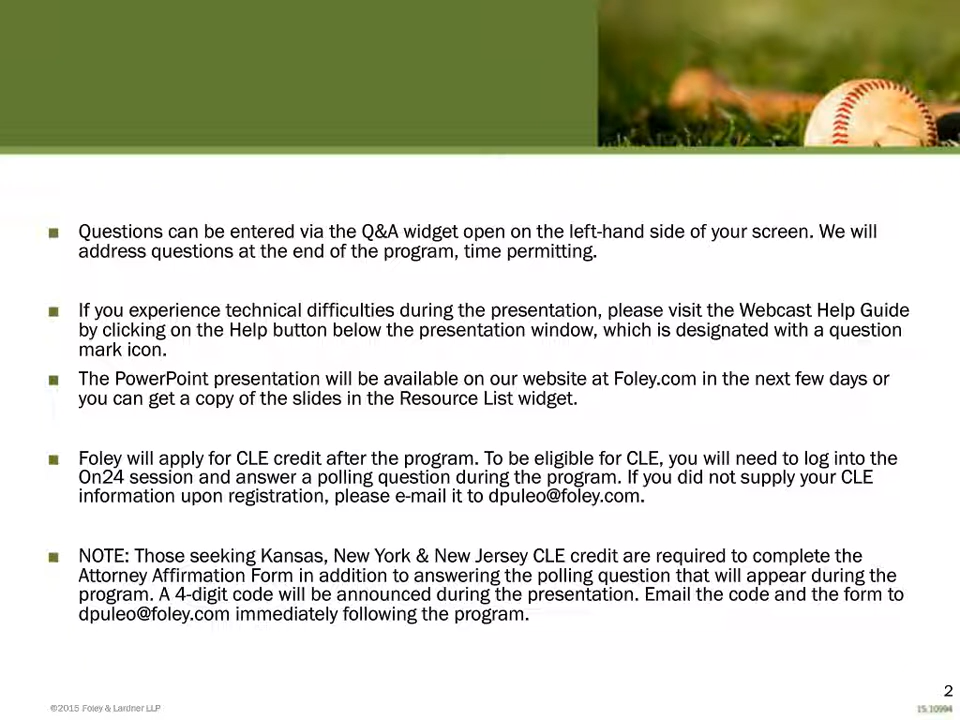 Questions can be entered via the Q&A widget open on the left-hand side of your screen. We will
address questions at the end of the program, time permitting.
If you experience technical difficulties during the presentation, please visit the Webcast Help Guide
by clicking on the Help button below the presentation window, which is designated with a question
mark icon.
The PowerPoint presentation will be available on our website at Foley.com in the next few days or
you can get a copy of the slides in the Resource List widget.
Foley will apply for CLE credit after the program. To be eligible for CLE, you will need to log into the
On24 session and answer a polling question during the program. If you did not supply your CLE
information upon registration, please e-mail it to dpuleo@foley.com.
NOTE: Those seeking Kansas, New York & New Jersey CLE credit are required to complete the
Attorney Affirmation Form in addition to answering the polling question that will appear during the
program. A 4-digit code will be announced during the presentation. Email the code and the form to
dpuleo@foley.com immediately following the program.
2
©2015 Foley & Lardner LLP
15.10994